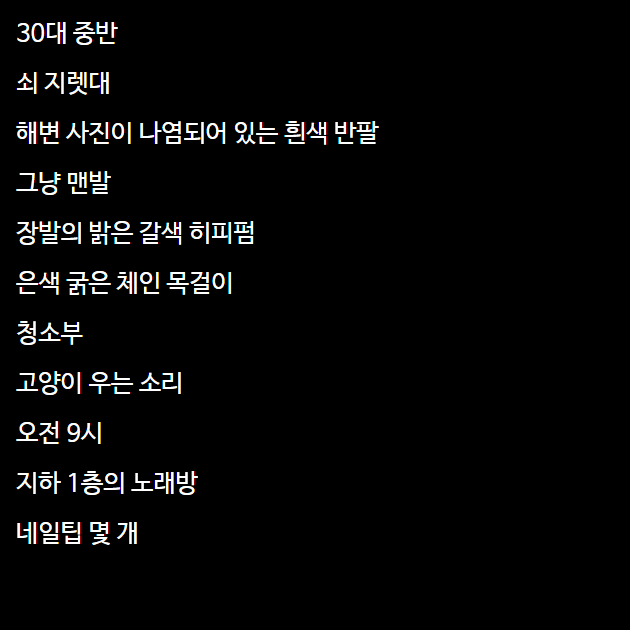 30대 중반
쇠 지렛대
해변 사진이 나염되어 있는 흰색 반팔
그냥 맨발
장발의 밝은 갈색 히피펌
은색 굵은 체인 목걸이
청소부
고양이 우는 소리
오전 9시
지하 1층의 노래방
네일팁 몇 개